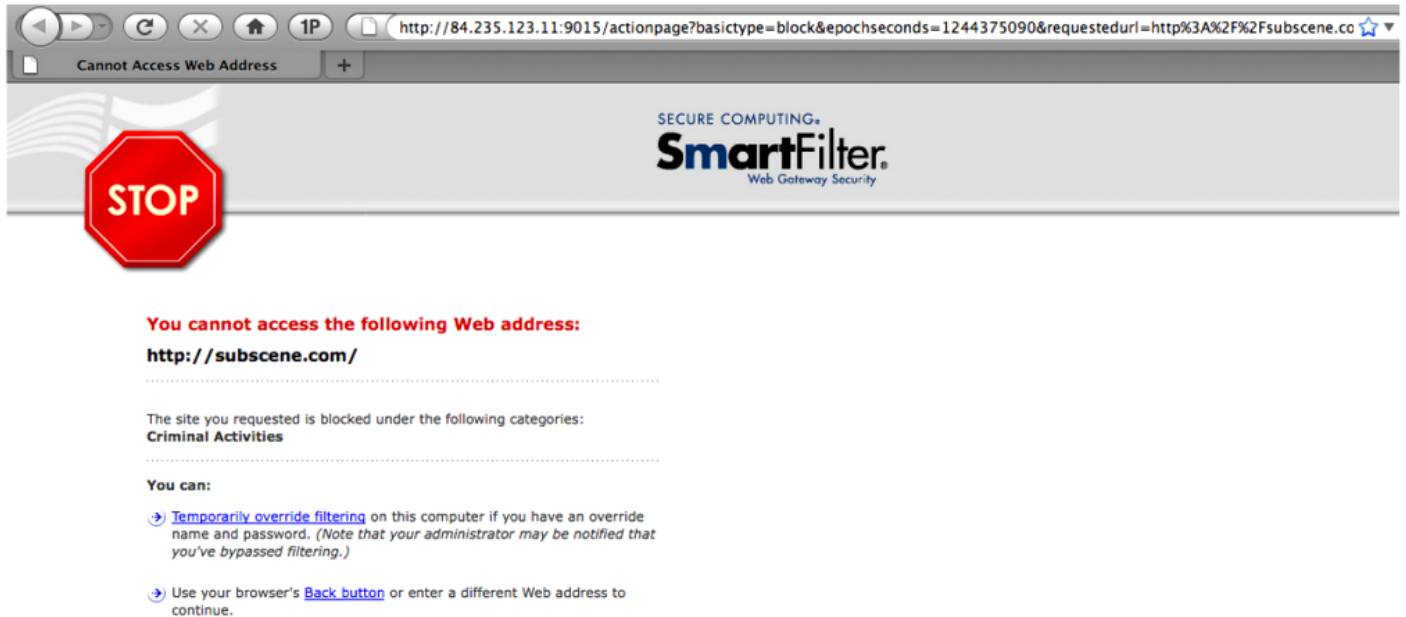 1P
http://84.235.123.11:9015/actionpage?basictype=block&epochseconds=1244375090&requestedurl=http%3A%2F%2Fsubscene.co
Cannot Access Web Address
+
SECURE COMPUTING®
SmartFilter®
Web Gateway Security
STOP
You cannot access the following Web address:
http://subscene.com/
The site you requested is blocked under the following categories:
Criminal Activities
You can:
Temporarily override filtering on this computer if you have an override
name and password. (Note that your administrator may be notified that
you've bypassed filtering.)
Use your browser's Back button or enter a different Web address to
continue.